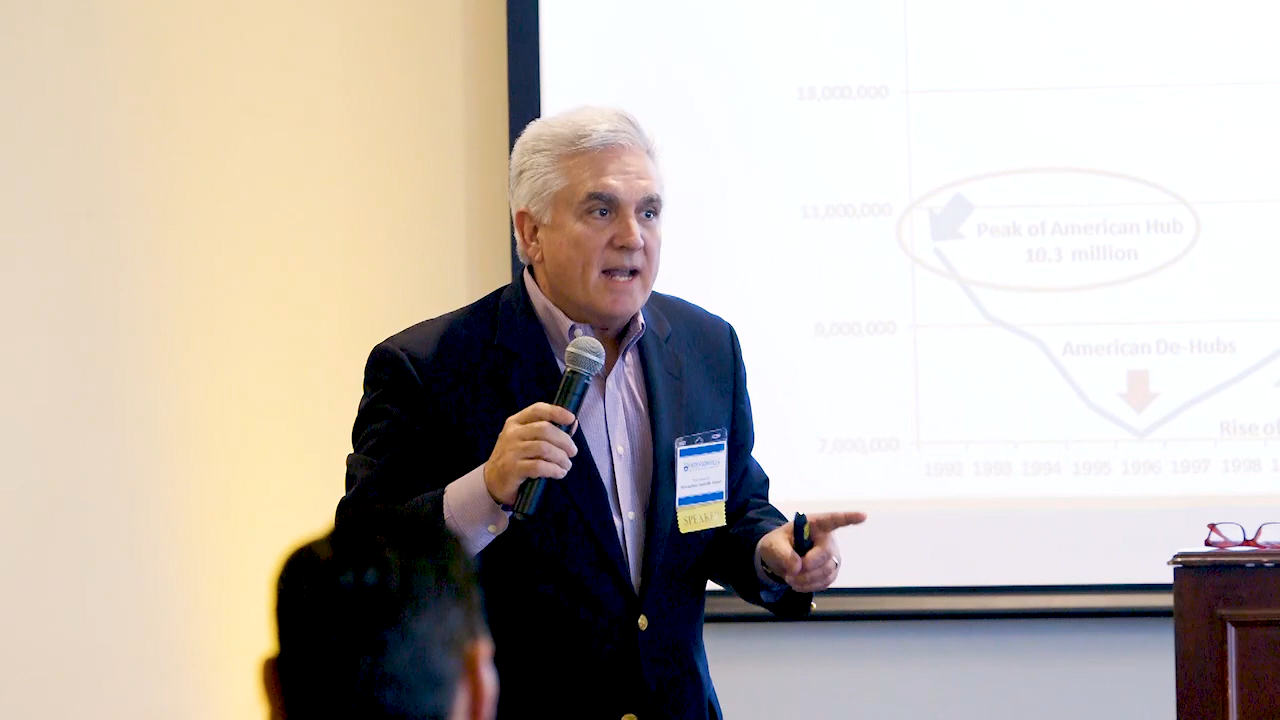 13,000,000
11,000,000
Peak of American Hub
10.3 million
9,000,000
American De-Hubs
7,000,000
Rise of
1992 1993 1994 1995 1996 1997 1998
SPEAKER